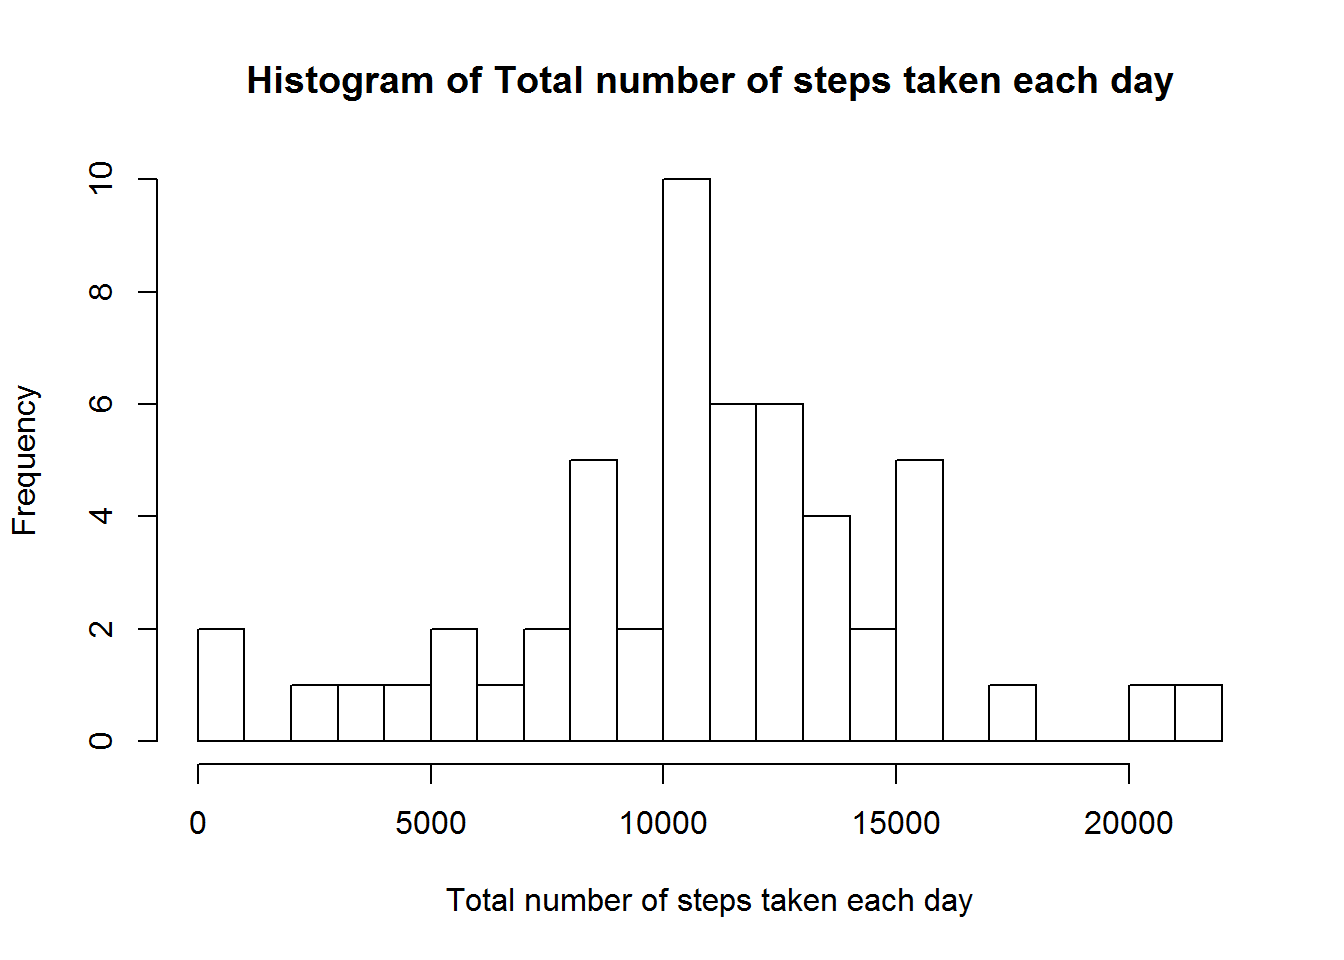 Histogram of Total number of steps taken each day
10
8
6
4
2
0
Frequency
0 5000 10000 15000 20000
Total number of steps taken each day